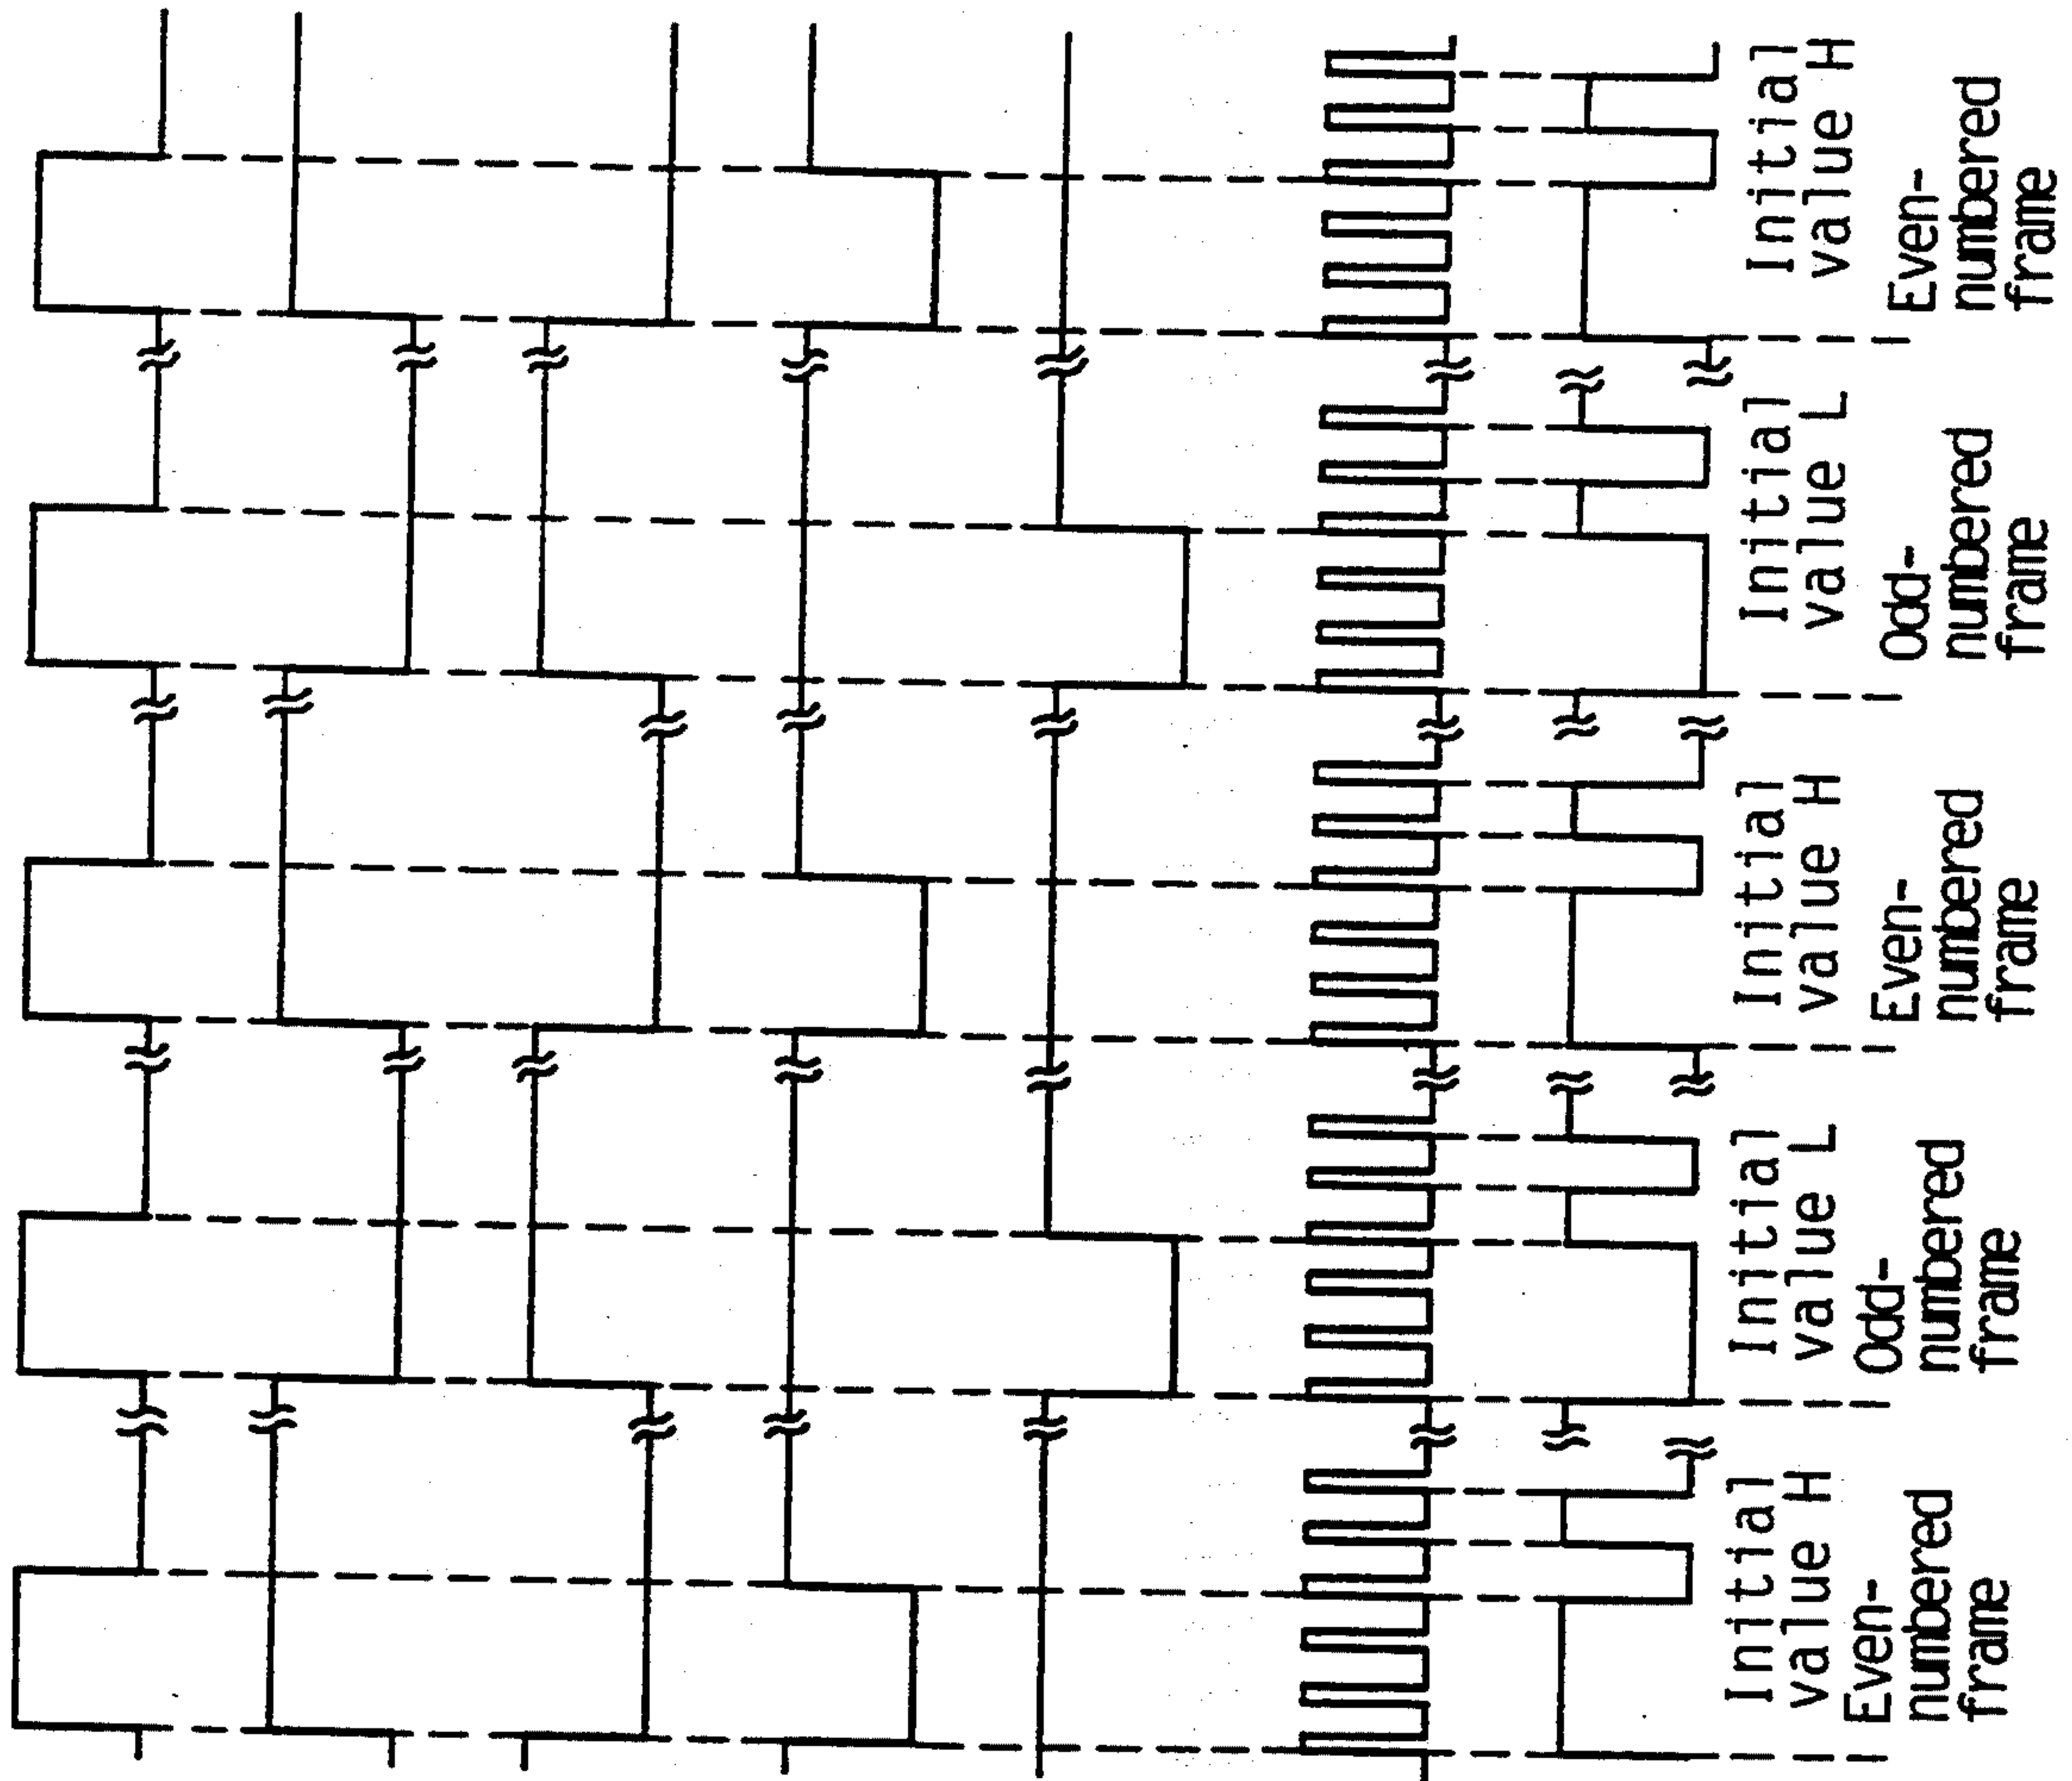 Initial
value H
Even-
numbered
frame
Initial
value L
Odd-
numbered
frame
Initial
value H
Even-
numbered
frame
Initial
value L
Odd-
numbered
frame
Initial
value H
Even-
numbered
frame